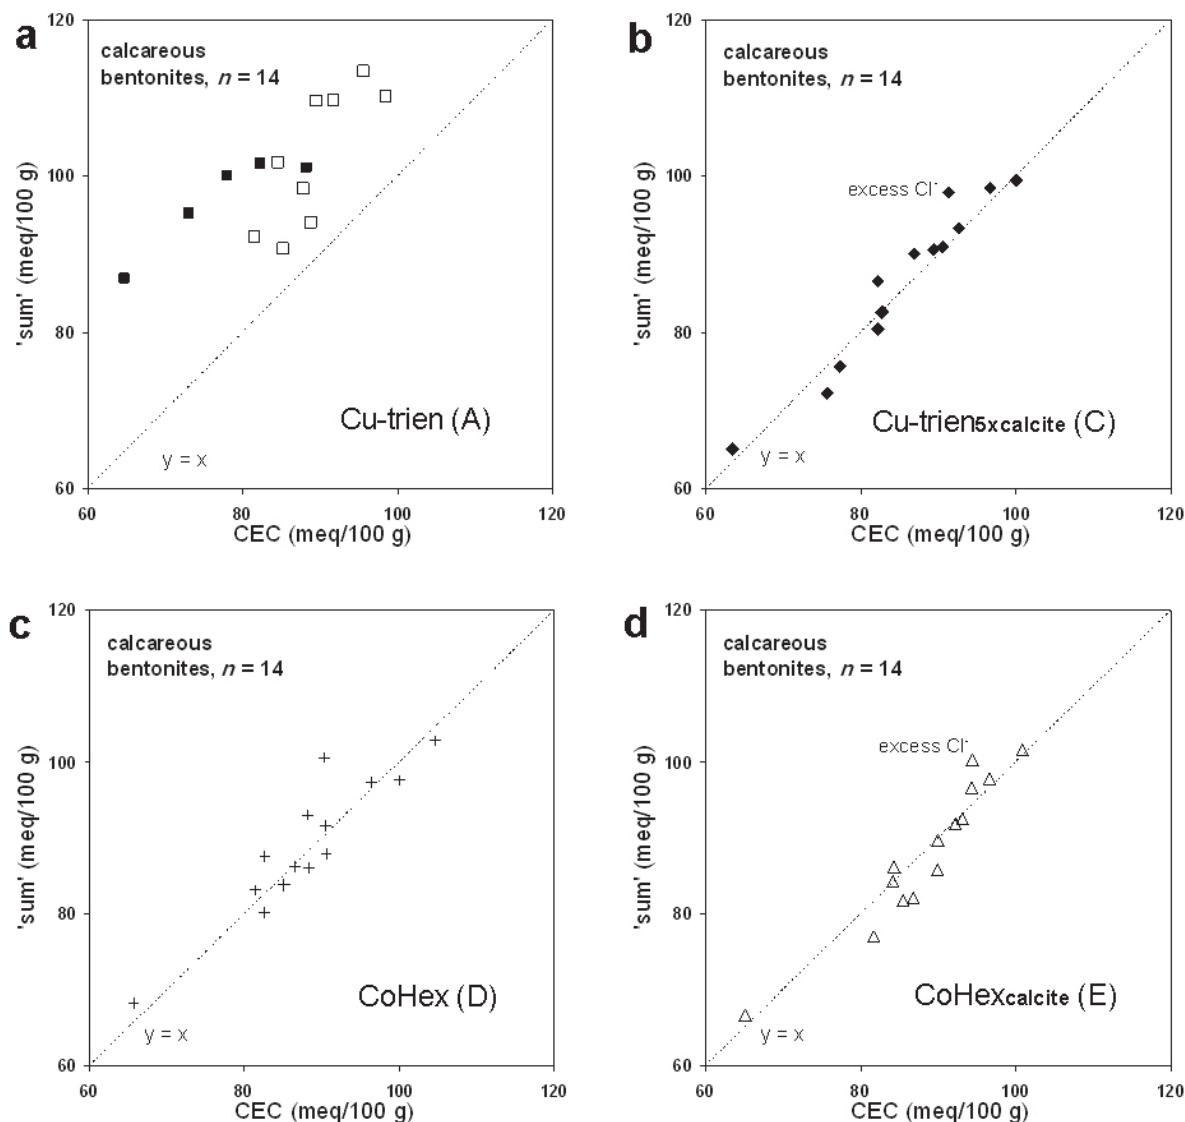 a
120
100
80
60
'sum' (meq/100 g)
calcareous
bentonites, n = 14
Cu-trien (A)
y = x
60 80 100 120
CEC (meq/100 g)
b
120
100
80
60
'sum' (meq/100 g)
calcareous
bentonites, n = 14
excess Cl-
Cu-trien5xcalcite (C)
y = x
60 80 100 120
CEC (meq/100 g)
c
120
100
80
60
'sum' (meq/100 g)
calcareous
bentonites, n = 14
CoHex (D)
y = x
60 80 100 120
CEC (meq/100 g)
d
120
100
80
60
'sum' (meq/100 g)
calcareous
bentonites, n = 14
excess Cl-
CoHexcalcite (E)
y = x
60 80 100 120
CEC (meq/100 g)